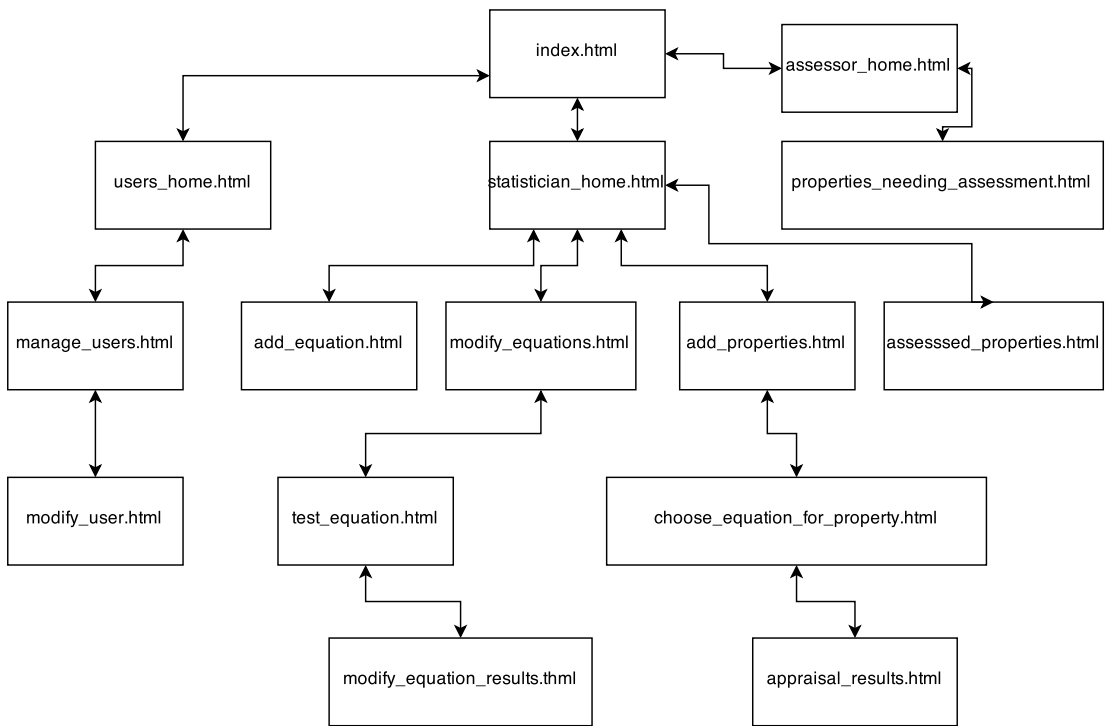 index.html
assessor_home.html
users_home.html
statistician_home.html
properties_needing_assessment.html
manage_users.html
add_equation.html
modify_equations.html
add_properties.html
assesssed_properties.html
modify_user.html
test_equation.html
choose_equation_for_property.html
modify_equation_results.thml
appraisal_results.html